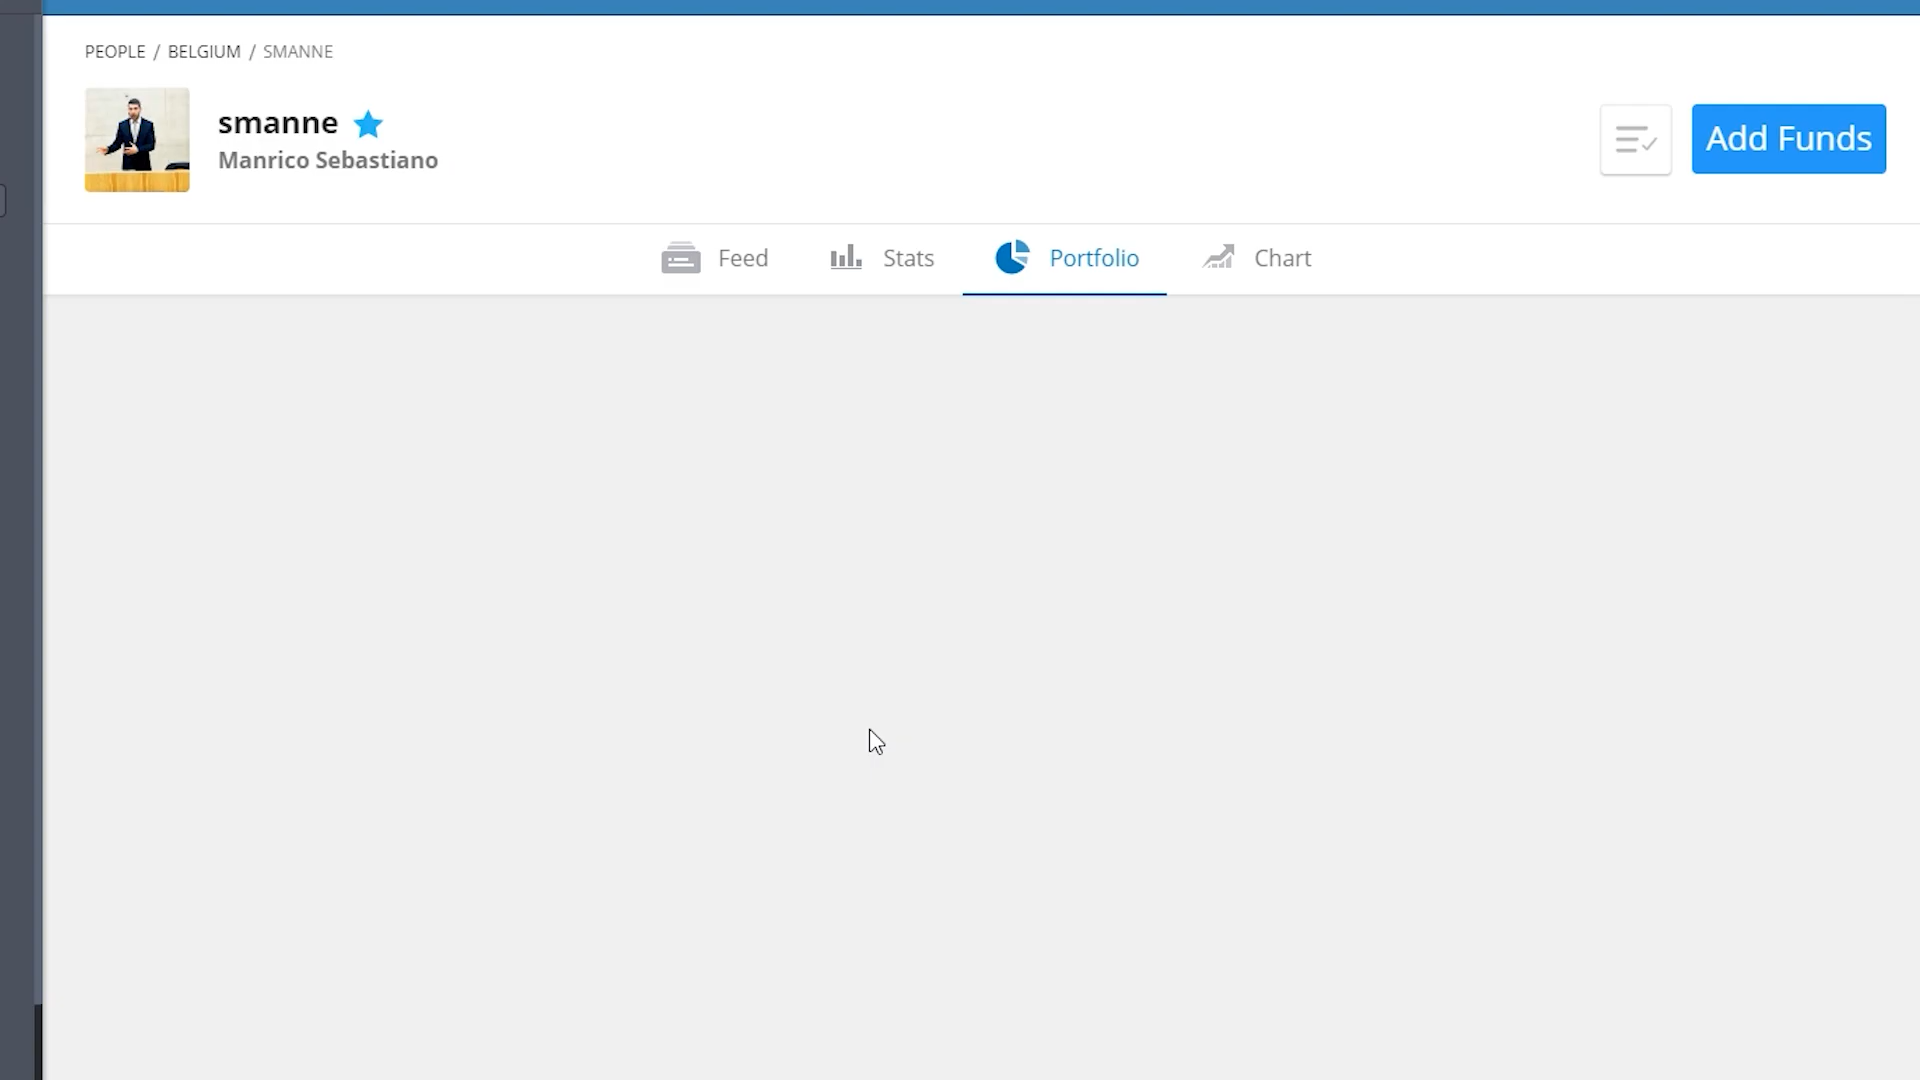 PEOPLE / BELGIUM / SMANNE
smanne
Manrico Sebastiano
Add Funds
Feed
Stats
Portfolio
Chart